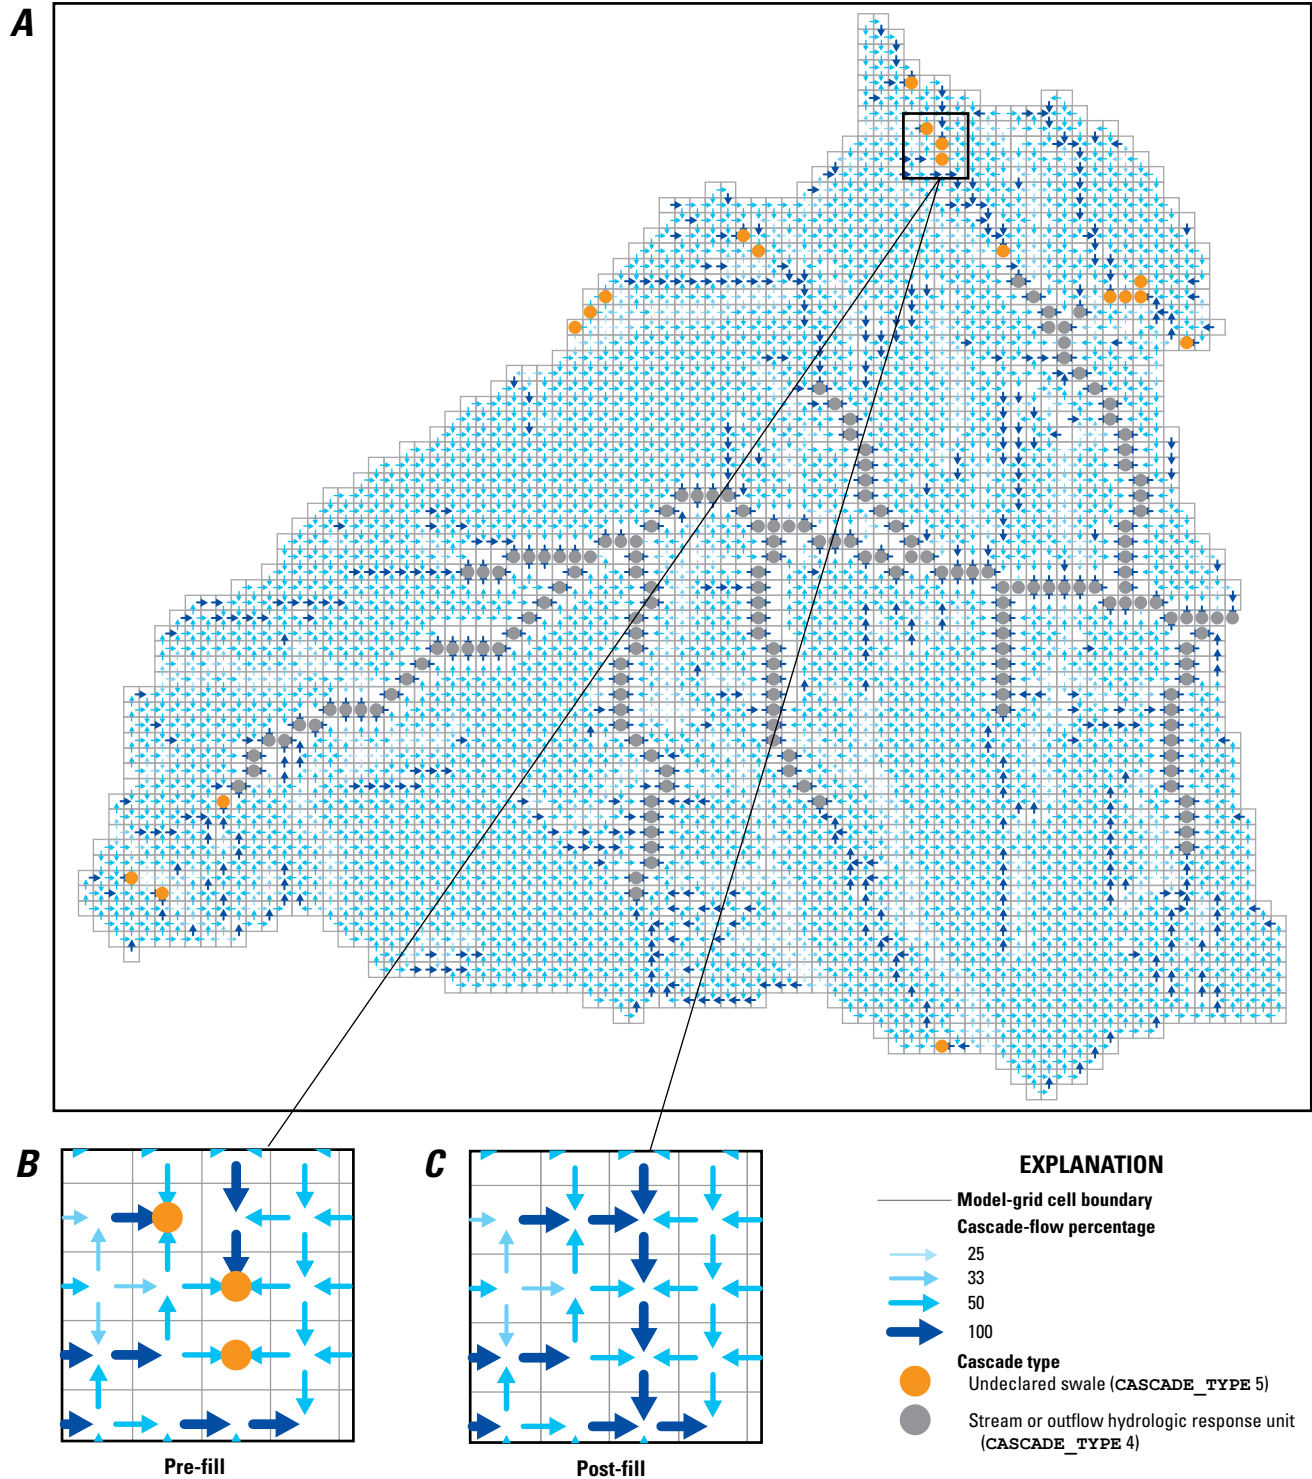 A
B
C
Pre-fill
Post-fill
EXPLANATION
Model-grid cell boundary
Cascade-flow percentage
25
33
50
100
Cascade type
Undeclared swale (CASCADE_TYPE 5)
Stream or outflow hydrologic response unit
(CASCADE_TYPE 4)